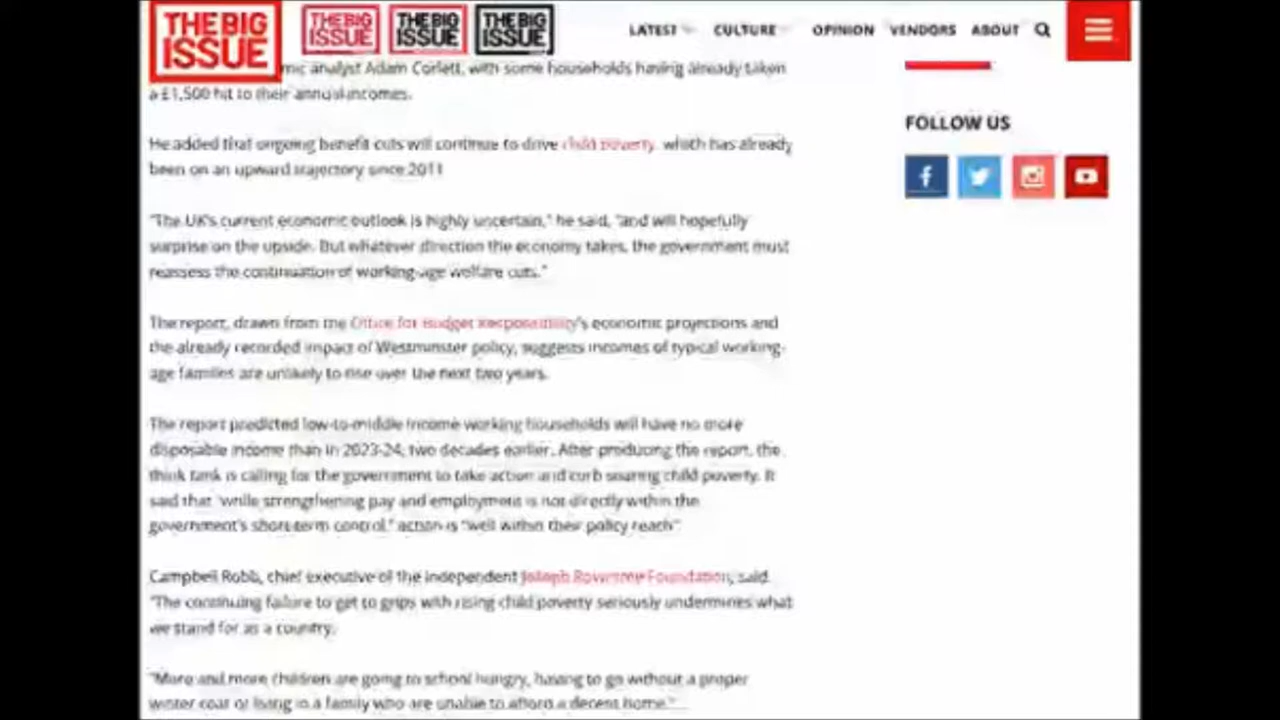 THE BIG ISSUE
THE BIG ISSUE
THE BIG ISSUE
THE BIG ISSUE
LATEST
CULTURE
OPINION
VENDORS
ABOUT
analyst Adam Corlett, with some households having already taken
a £1,500 hit to their annual incomes.
He added that ongoing benefit cuts will continue to drive child poverty, which has already
been on an upward trajectory since 2011
"The UK's current economic outlook is highly uncertain," he said, "and will hopefully
surprise on the upside. But whatever direction the economy takes, the government must
reassess the continuation of working-age welfare cuts."
The report, drawn from the Office for Budget Responsibility's economic projections and
the already recorded impact of Westminster policy, suggests incomes of typical working-
age families are unlikely to rise over the next two years.
The report predicted low-to-middle income working households will have no more
disposable income than in 2023-24, two decades earlier. After producing the report, the
think tank is calling for the government to take action and curb soaring child poverty. It
said that "while strengthening pay and employment is not directly within the
government's short-term control," action is "well within their policy reach"
Campbell Robb, chief executive of the independent Joseph Rowntree Foundation, said
"The continuing failure to get to grips with rising child poverty seriously undermines what
we stand for as a country.
"More and more children are going to school hungry, having to go without a proper
winter coat or living in a family who are unable to afford a decent home."
FOLLOW US